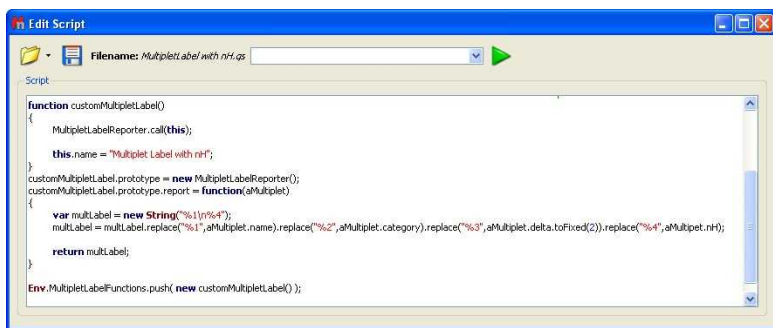 Edit Script
Filename: MultipletLabel with nH.qs
Script
function customMultipletLabel()
{
MultipletLabelReporter.call(this);
this.name = "Multiplet Label with nH";
}
customMultipletLabel.prototype = new MultipletLabelReporter();
customMultipletLabel.prototype.report = function(aMultiplet)
{
var multLabel = new String("%1\n%4");
multLabel = multLabel.replace("%1",aMultiplet.name).replace("%2",aMultiplet.category).replace("%3",aMultiplet.delta.toFixed(2)).replace("%4",aMultipet.nH);
return multLabel;
}
Env.MultipletLabelFunctions.push( new customMultipletLabel() );